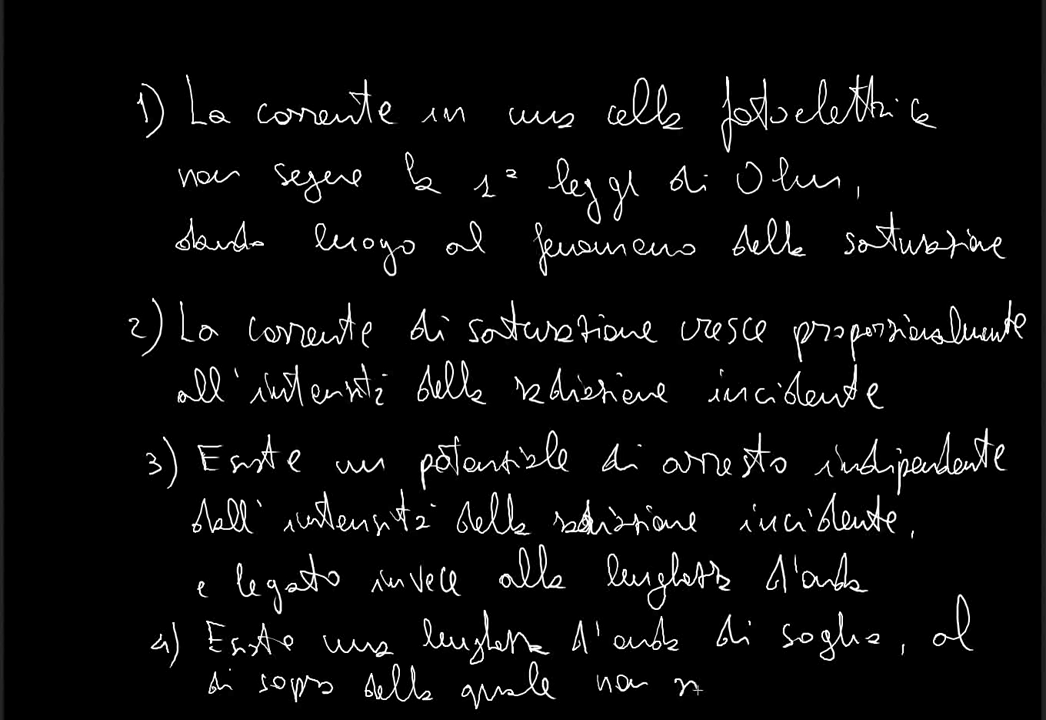 1) La corrente in una cella fotoelettrica
non segue la 1ª legge di Ohm,
dando luogo al fenomeno della saturazione
2) La corrente di saturazione cresce proporzionalmente
all'intensità della radiazione incidente
3) Esiste un potenziale di arresto indipendente
dall'intensità della radiazione incidente,
e legato invece alla lunghezza d'onda
4) Esiste una lunghezza d'onda di soglia, al
di sopra della quale non